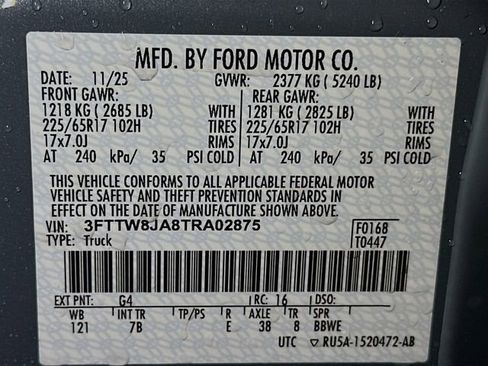 MFD. BY FORD MOTOR CO.
DATE: 11/25 GVWR: 2377 KG ( 5240 LB)
FRONT GAWR: REAR GAWR:
1218 KG ( 2685 LB) WITH 1281 KG ( 2825 LB) WITH
225/65R17 102H TIRES 225/65R17 102H TIRES
17x7.0J RIMS 17x7.0J RIMS
AT 240 kPa/ 35 PSI COLD AT 240 kPa/ 35 PSI COLD
THIS VEHICLE CONFORMS TO ALL APPLICABLE FEDERAL MOTOR
VEHICLE SAFETY AND THEFT PREVENTION STANDARDS IN
EFFECT ON THE DATE OF MANUFACTURE SHOWN ABOVE.
VIN: 3FTTW8JA8TRA02875 F0168
TYPE: Truck T0447
EXT PNT: G4 RC: 16 DSO:
WB INT TR TP/PS R AXLE TR SPR
121 7B E 38 8 BBWE
UTC ▽ RU5A-1520472-AB